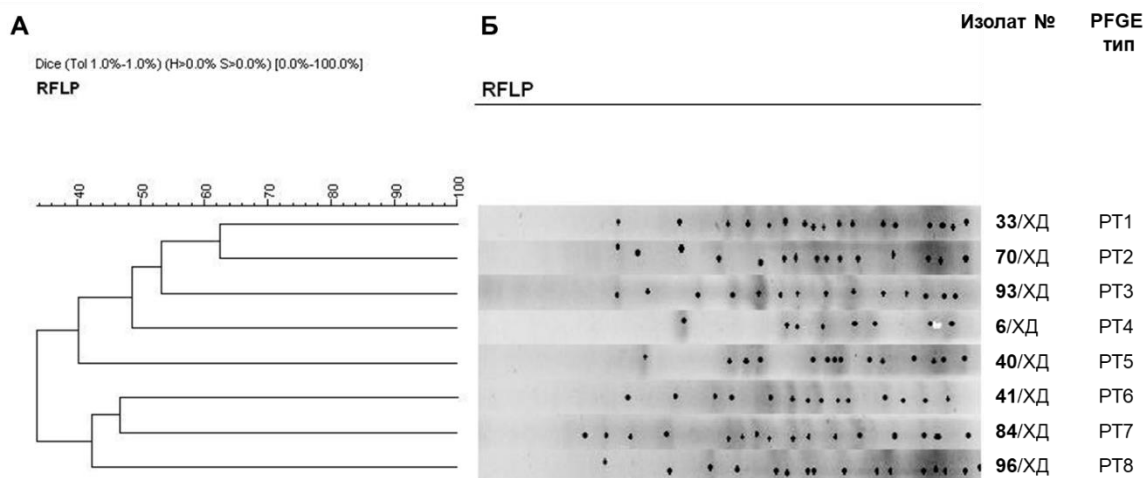 А
Б
Изолат №
PFGE
тип
Dice (Tol 1.0%-1.0%) (H>0.0% S>0.0%) [0.0%-100.0%]
RFLP
RFLP
40
50
60
70
80
90
100
33/ХД
PT1
70/ХД
PT2
93/ХД
PT3
6/ХД
PT4
40/ХД
PT5
41/ХД
PT6
84/ХД
PT7
96/ХД
PT8